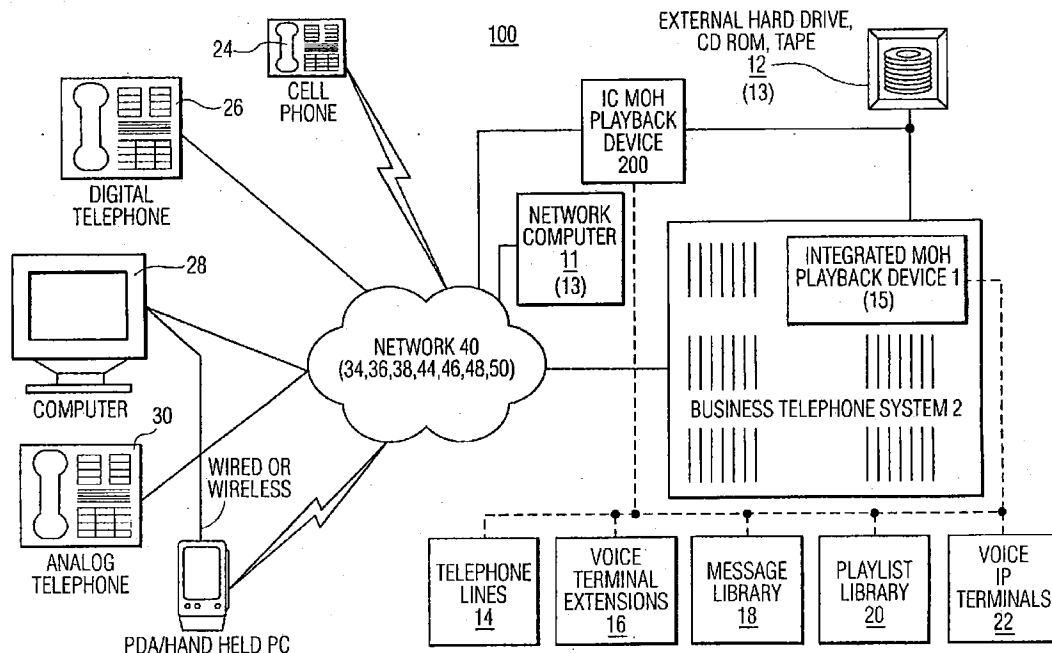 100
24
CELL
PHONE
26
DIGITAL
TELEPHONE
EXTERNAL HARD DRIVE,
CD ROM, TAPE
12
(13)
IC MOH
PLAYBACK
DEVICE
200
NETWORK
COMPUTER
11
(13)
INTEGRATED MOH
PLAYBACK DEVICE 1
(15)
28
COMPUTER
NETWORK 40
(34,36,38,44,46,48,50)
BUSINESS TELEPHONE SYSTEM 2
30
ANALOG
TELEPHONE
WIRED OR
WIRELESS
PDA/HAND HELD PC
TELEPHONE
LINES
14
VOICE
TERMINAL
EXTENSIONS
16
MESSAGE
LIBRARY
18
PLAYLIST
LIBRARY
20
VOICE
IP
TERMINALS
22